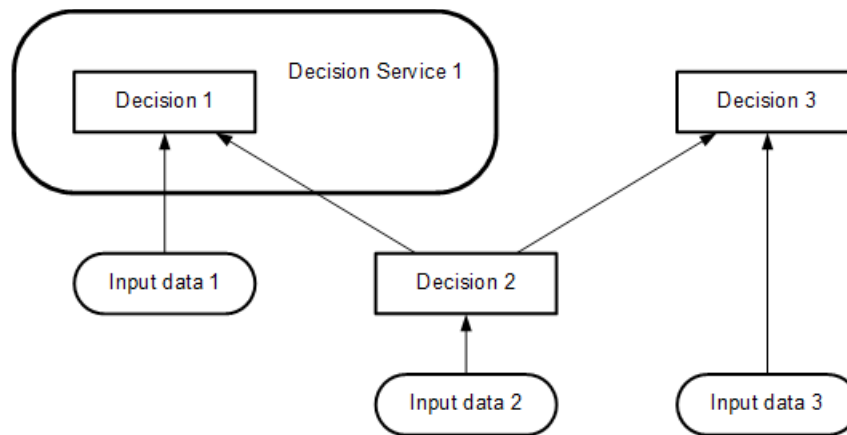 Decision Service 1
Decision 1
Decision 3
Input data 1
Decision 2
Input data 2
Input data 3